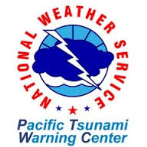 NATIONAL WEATHER SERVICE
Pacific Tsunami
Warning Center